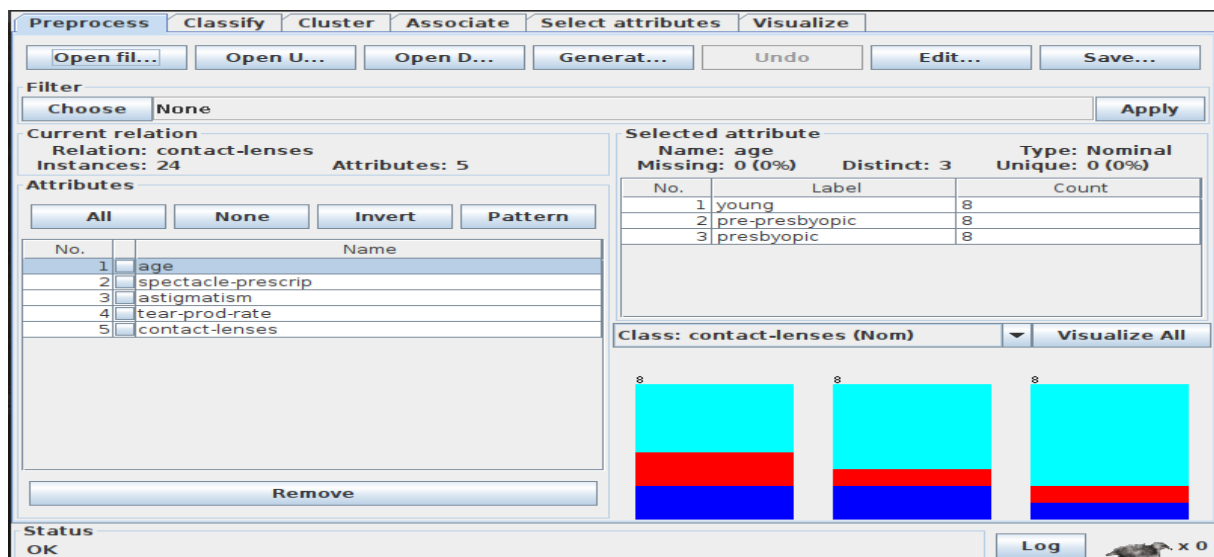 Preprocess Classify Cluster Associate Select attributes Visualize
Open fil... Open U... Open D... Generat... Undo Edit... Save...
Filter
Choose None Apply
Current relation
Relation: contact-lenses
Instances: 24 Attributes: 5
Attributes
All None Invert Pattern
No. Name
1 age
2 spectacle-prescrip
3 astigmatism
4 tear-prod-rate
5 contact-lenses
Remove
Selected attribute
Name: age Type: Nominal
Missing: 0 (0%) Distinct: 3 Unique: 0 (0%)
No. Label Count
1 young 8
2 pre-presbyopic 8
3 presbyopic 8
Class: contact-lenses (Nom) Visualize All
8 8 8
Status
OK
Log x 0